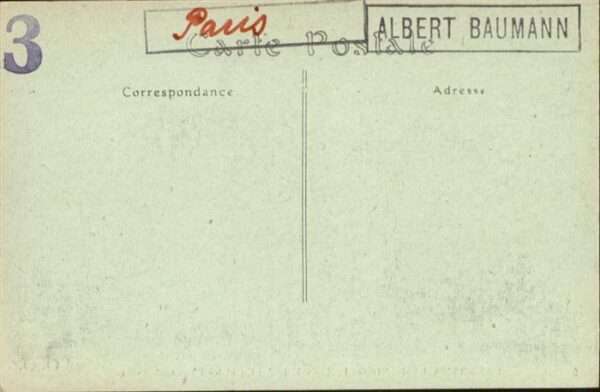 3
Paris
ALBERT BAUMANN
Carte Postale
Correspondance
Adresse